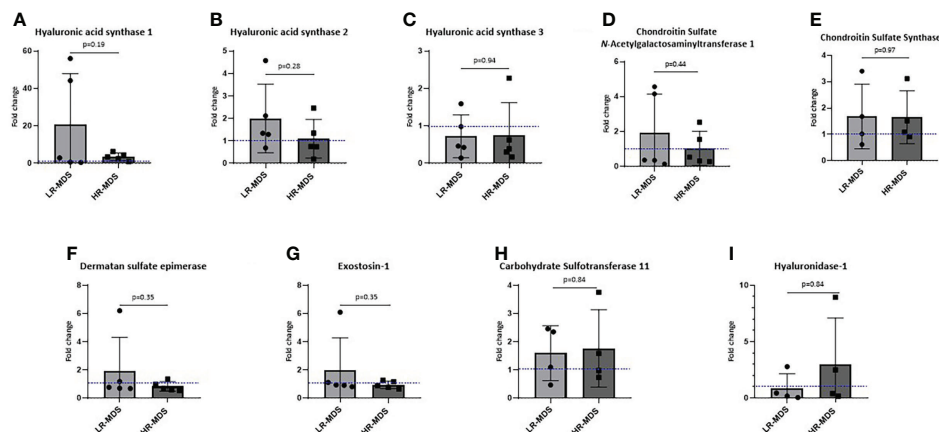 A
Hyaluronic acid synthase 1
p=0.19
Fold change
60
40
20
0
LR-MDS
HR-MDS
B
Hyaluronic acid synthase 2
p=0.28
Fold change
5
4
3
2
1
0
LR-MDS
HR-MDS
C
Hyaluronic acid synthase 3
p=0.94
Fold change
3
2
1
0
LR-MDS
HR-MDS
D
Chondroitin Sulfate
N-Acetylgalactosaminyltransferase 1
p=0.44
Fold change
6
4
2
0
LR-MDS
HR-MDS
E
Chondroitin Sulfate Synthase
p=0.97
Fold change
4
3
2
1
0
LR-MDS
HR-MDS
F
Dermatan sulfate epimerase
p=0.35
Fold change
8
6
4
2
0
LR-MDS
HR-MDS
G
Exostosin-1
p=0.35
Fold change
8
6
4
2
0
LR-MDS
HR-MDS
H
Carbohydrate Sulfotransferase 11
p=0.84
Fold change
4
3
2
1
0
LR-MDS
HR-MDS
I
Hyaluronidase-1
p=0.84
Fold change
10
5
0
LR-MDS
HR-MDS